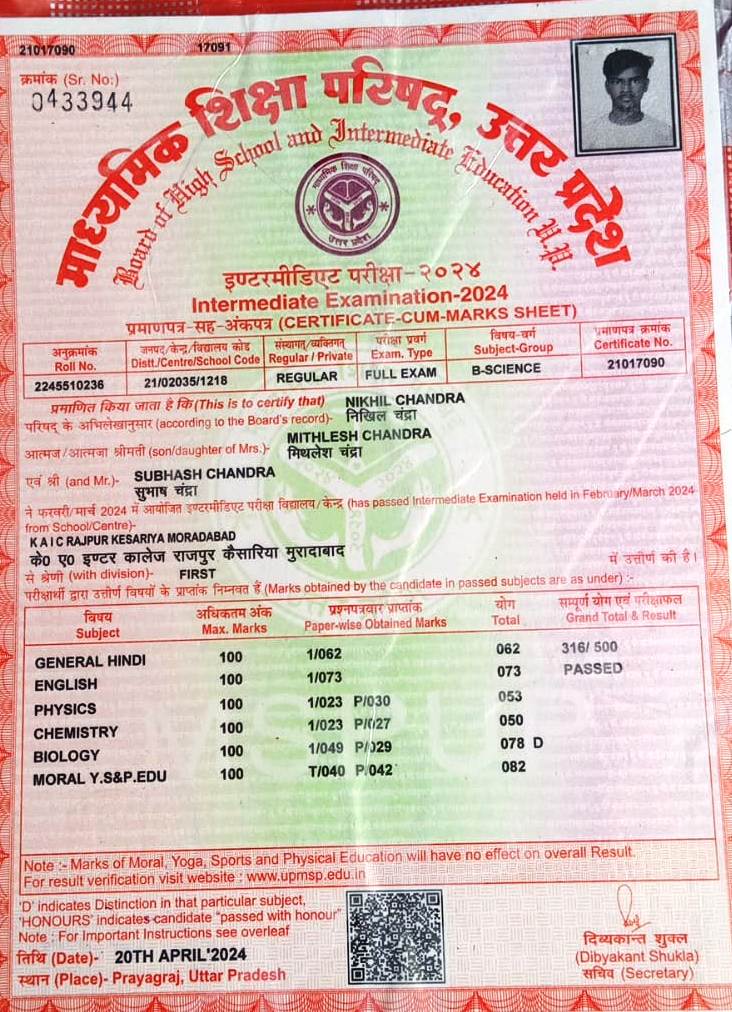 21017090 17091
क्रमांक (Sr. No:)
0433944
माध्यमिक शिक्षा परिषद्, उत्तर प्रदेश
Board of High School and Intermediate Education U.P.
माध्यमिक शिक्षा परिषद्
उत्तर प्रदेश
इण्टरमीडिएट परीक्षा-२०२४
Intermediate Examination-2024
प्रमाणपत्र-सह-अंकपत्र (CERTIFICATE-CUM-MARKS SHEET)
अनुक्रमांक जनपद/केन्द्र/विद्यालय कोड संस्थागत/व्यक्तिगत परीक्षा प्रवर्ग विषय-वर्ग प्रमाणपत्र क्रमांक
Roll No. Distt./Centre/School Code Regular / Private Exam. Type Subject-Group Certificate No.
2245510236 21/02035/1218 REGULAR FULL EXAM B-SCIENCE 21017090
प्रमाणित किया जाता है कि (This is to certify that) NIKHIL CHANDRA
परिषद् के अभिलेखानुसार (according to the Board's record)- निखिल चंद्रा
MITHLESH CHANDRA
आत्मज/आत्मजा श्रीमती (son/daughter of Mrs.)- मिथलेश चंद्रा
एवं श्री (and Mr.)- SUBHASH CHANDRA
सुभाष चंद्रा
ने फरवरी/मार्च 2024 में आयोजित इण्टरमीडिएट परीक्षा विद्यालय/केन्द्र (has passed Intermediate Examination held in February/March 2024
from School/Centre)-
K A I C RAJPUR KESARIYA MORADABAD
के0 ए0 इण्टर कालेज राजपुर कैसारिया मुरादाबाद में उत्तीर्ण की है।
से श्रेणी (with division)- FIRST
परीक्षार्थी द्वारा उत्तीर्ण विषयों के प्राप्तांक निम्नवत हैं (Marks obtained by the candidate in passed subjects are as under) :-
विषय अधिकतम अंक प्रश्नपत्रवार प्राप्तांक योग सम्पूर्ण योग एवं परीक्षाफल
Subject Max. Marks Paper-wise Obtained Marks Total Grand Total & Result
GENERAL HINDI 100 1/062 062 316/ 500
ENGLISH 100 1/073 073 PASSED
PHYSICS 100 1/023 P/030 053
CHEMISTRY 100 1/023 P/027 050
BIOLOGY 100 1/049 P/029 078 D
MORAL Y.S&P.EDU 100 T/040 P/042 082
Note :- Marks of Moral, Yoga, Sports and Physical Education will have no effect on overall Result.
For result verification visit website : www.upmsp.edu.in
'D' indicates Distinction in that particular subject,
'HONOURS' indicates candidate "passed with honour"
Note : For Important Instructions see overleaf
तिथि (Date)- 20TH APRIL'2024
स्थान (Place)- Prayagraj, Uttar Pradesh
दिव्यकान्त शुक्ल
(Dibyakant Shukla)
सचिव (Secretary)